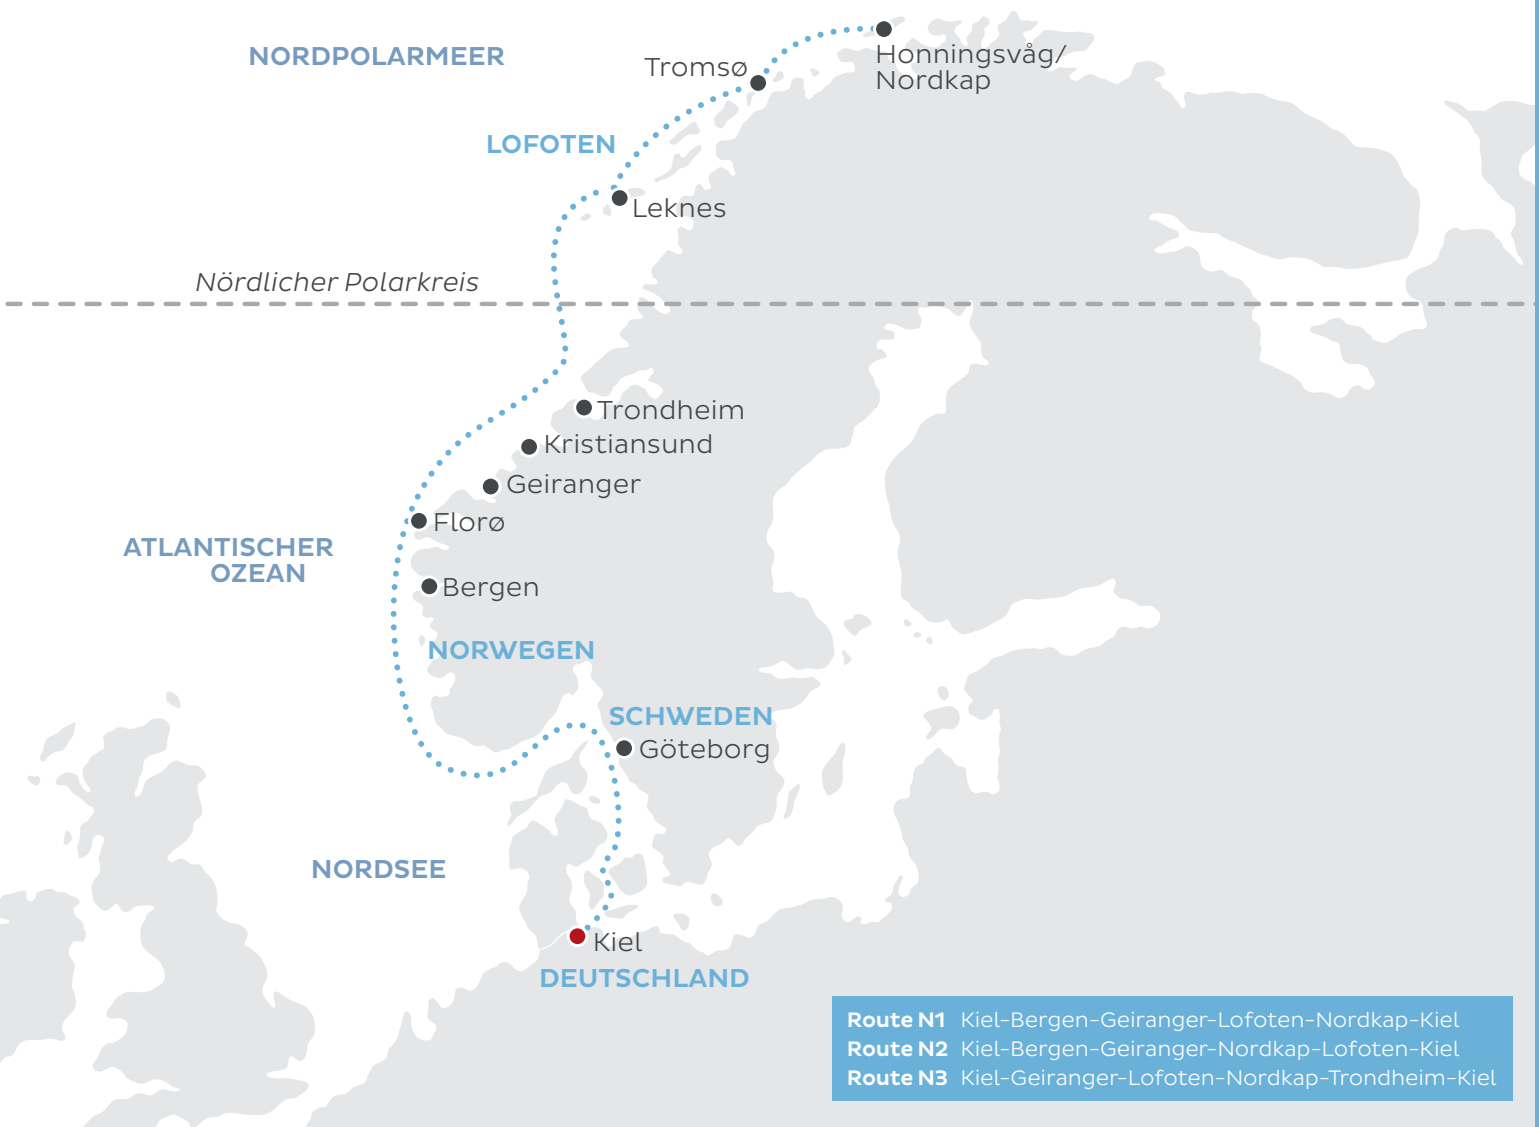 NORDPOLARMEER
Tromsø
Honningsvåg/
Nordkap
LOFOTEN
Leknes
Nördlicher Polarkreis
Trondheim
Kristiansund
Geiranger
Florø
ATLANTISCHER
OZEAN
Bergen
NORWEGEN
SCHWEDEN
Göteborg
NORDSEE
Kiel
DEUTSCHLAND
Route N1 Kiel-Bergen-Geiranger-Lofoten-Nordkap-Kiel
Route N2 Kiel-Bergen-Geiranger-Nordkap-Lofoten-Kiel
Route N3 Kiel-Geiranger-Lofoten-Nordkap-Trondheim-Kiel